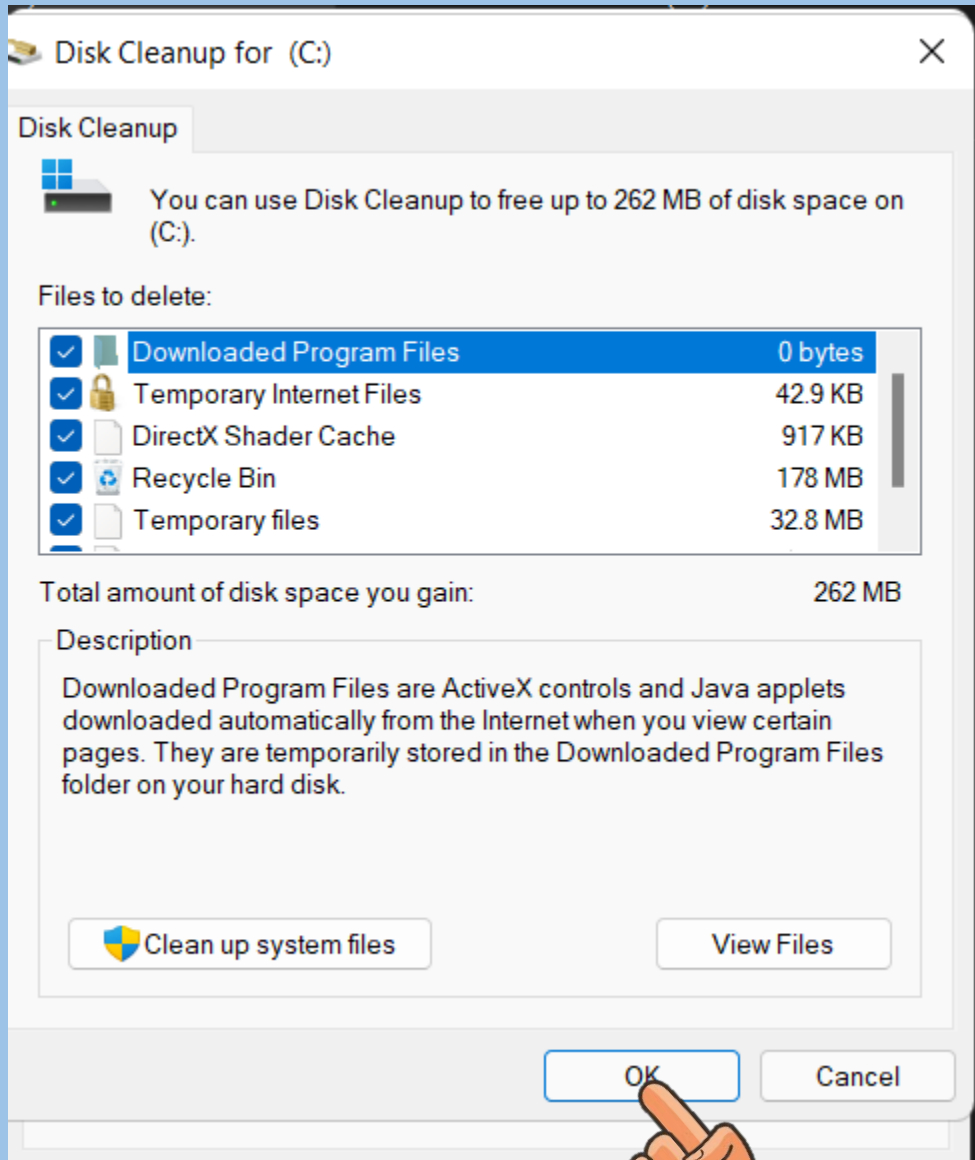 Disk Cleanup for (C:)
Disk Cleanup
You can use Disk Cleanup to free up to 262 MB of disk space on
(C:).
Files to delete:
Downloaded Program Files 0 bytes
Temporary Internet Files 42.9 KB
DirectX Shader Cache 917 KB
Recycle Bin 178 MB
Temporary files 32.8 MB
Total amount of disk space you gain: 262 MB
Description
Downloaded Program Files are ActiveX controls and Java applets
downloaded automatically from the Internet when you view certain
pages. They are temporarily stored in the Downloaded Program Files
folder on your hard disk.
Clean up system files View Files
OK Cancel